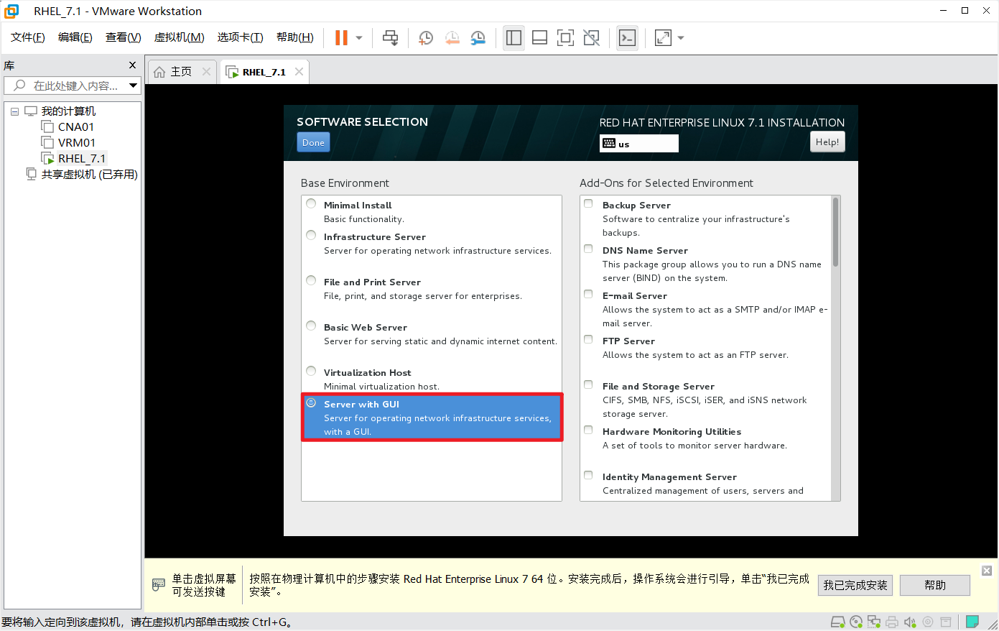 RHEL_7.1 - VMware Workstation
文件(F) 编辑(E) 查看(V) 虚拟机(M) 选项卡(T) 帮助(H)
库
在此处键入内容...
我的计算机
CNA01
VRM01
RHEL_7.1
共享虚拟机 (已弃用)
主页
RHEL_7.1
SOFTWARE SELECTION
Done
RED HAT ENTERPRISE LINUX 7.1 INSTALLATION
us
Help!
Base Environment
Minimal Install
Basic functionality.
Infrastructure Server
Server for operating network infrastructure services.
File and Print Server
File, print, and storage server for enterprises.
Basic Web Server
Server for serving static and dynamic internet content.
Virtualization Host
Minimal virtualization host.
Server with GUI
Server for operating network infrastructure services,
with a GUI.
Add-Ons for Selected Environment
Backup Server
Software to centralize your infrastructure's
backups.
DNS Name Server
This package group allows you to run a DNS name
server (BIND) on the system.
E-mail Server
Allows the system to act as a SMTP and/or IMAP e-
mail server.
FTP Server
Allows the system to act as an FTP server.
File and Storage Server
CIFS, SMB, NFS, iSCSI, iSER, and iSNS network
storage server.
Hardware Monitoring Utilities
A set of tools to monitor server hardware.
Identity Management Server
Centralized management of users, servers and
单击虚拟屏幕
可发送按键
按照在物理计算机中的步骤安装 Red Hat Enterprise Linux 7 64 位。安装完成后，操作系统会进行引导，单击“我已完成
安装”。
我已完成安装
帮助
要将输入定向到该虚拟机，请在虚拟机内部单击或按 Ctrl+G。